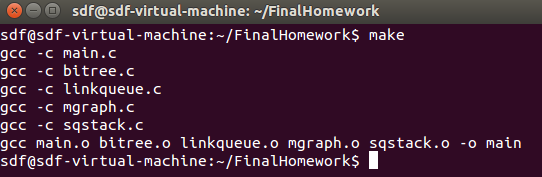 sdf@sdf-virtual-machine: ~/FinalHomework
sdf@sdf-virtual-machine:~/FinalHomework$ make
gcc -c main.c
gcc -c bitree.c
gcc -c linkqueue.c
gcc -c mgraph.c
gcc -c sqstack.c
gcc main.o bitree.o linkqueue.o mgraph.o sqstack.o -o main
sdf@sdf-virtual-machine:~/FinalHomework$